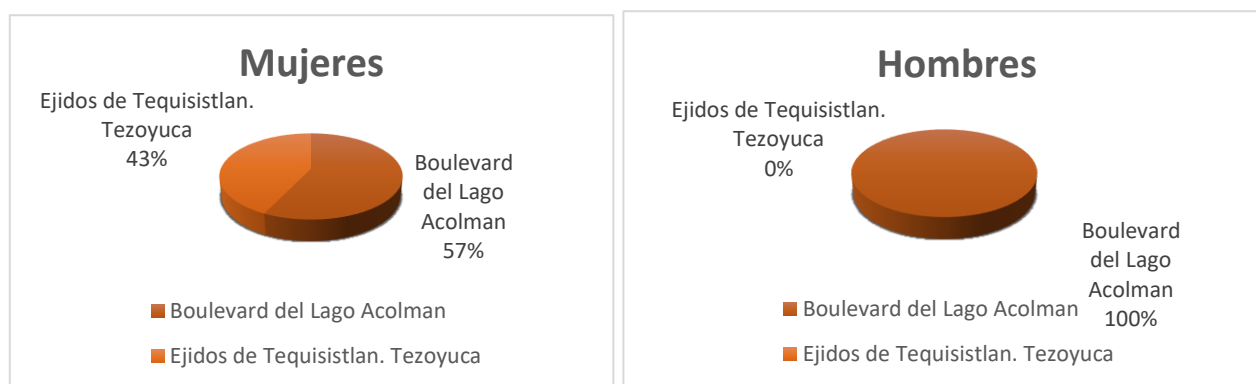 Mujeres
Ejidos de Tequisistlan.
Tezoyuca
43%
Boulevard
del Lago
Acolman
57%
Boulevard del Lago Acolman
Ejidos de Tequisistlan. Tezoyuca
Hombres
Ejidos de Tequisistlan.
Tezoyuca
0%
Boulevard
del Lago
Acolman
100%
Boulevard del Lago Acolman
Ejidos de Tequisistlan. Tezoyuca